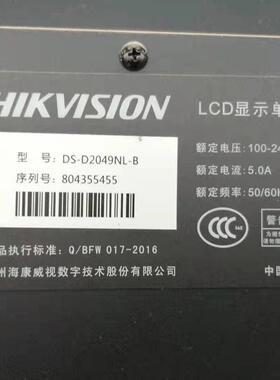 HIKVISION
LCD显示单
型 号: DS-D2049NL-B
序列号: 804355455
额定电压: 100-24
额定电流: 5.0A
额定频率: 50/60H
品执行标准: Q/BFW 017-2016
州海康威视数字技术股份有限公司
CCC
中国